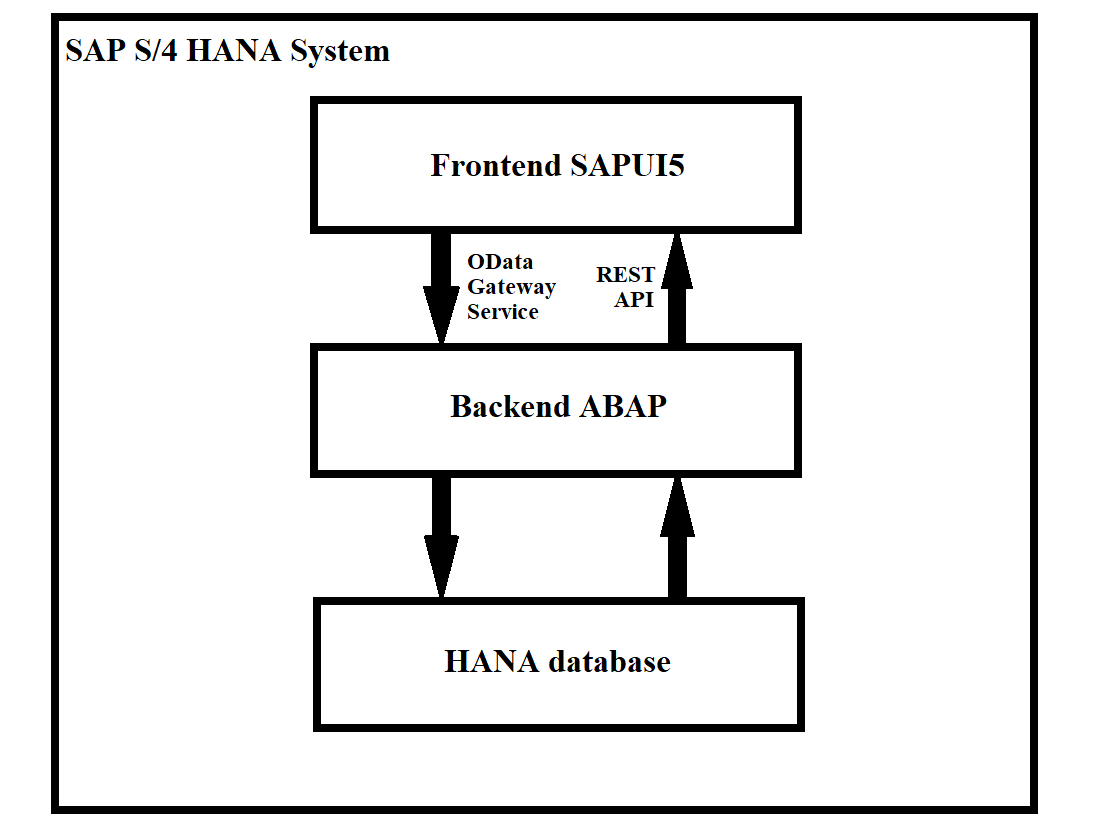 SAP S/4 HANA System
Frontend SAPUI5
OData
Gateway
Service
REST
API
Backend ABAP
HANA database